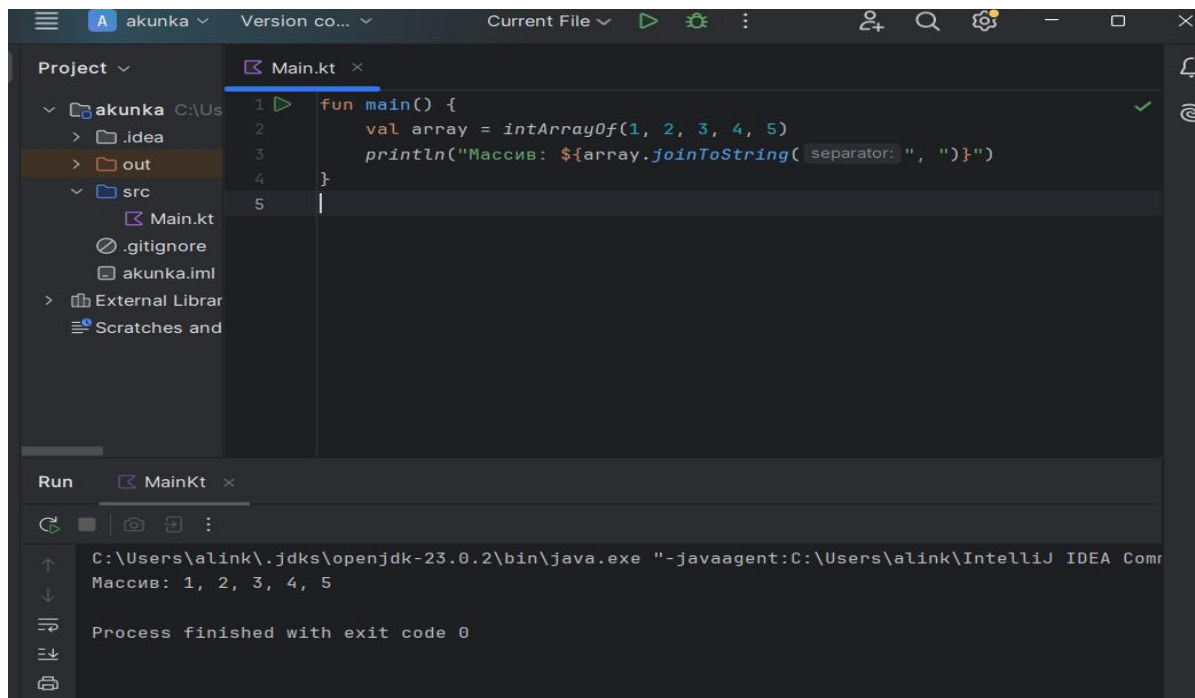 A akunka Version co... Current File
Project
Main.kt
akunka C:\Us
.idea
out
src
Main.kt
.gitignore
akunka.iml
External Librar
Scratches and
1 fun main() {
2 val array = intArrayOf(1, 2, 3, 4, 5)
3 println("Массив: ${array.joinToString( separator: ", ")}")
4 }
5
Run MainKt
C:\Users\alink\.jdks\openjdk-23.0.2\bin\java.exe "-javaagent:C:\Users\alink\IntelliJ IDEA Com
Массив: 1, 2, 3, 4, 5
Process finished with exit code 0